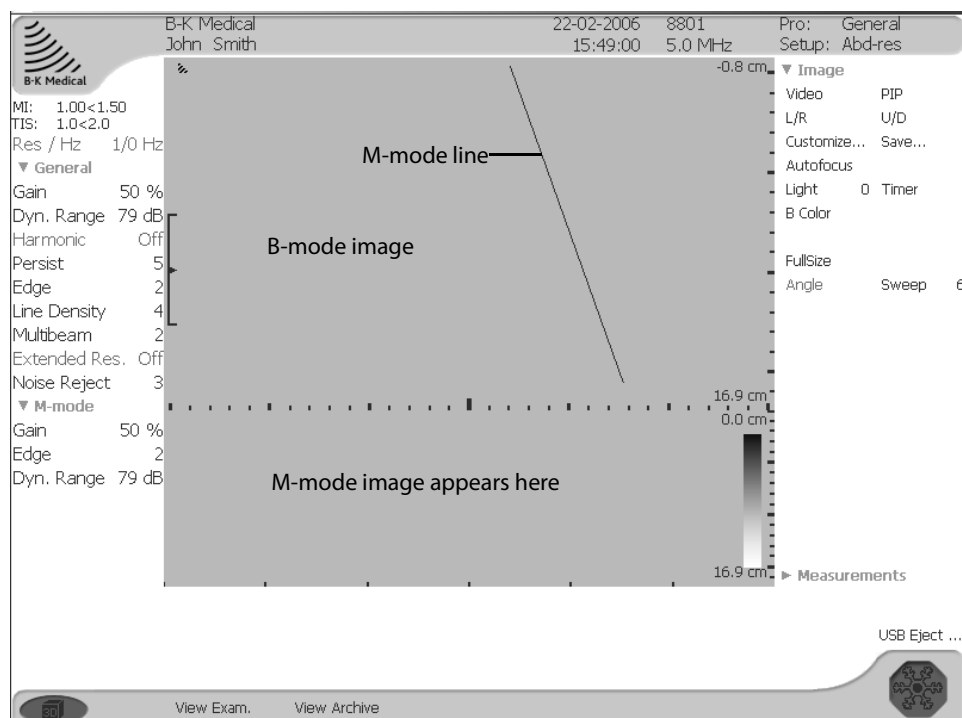 B-K Medical 22-02-2006 8801 Pro: General
John Smith 15:49:00 5.0 MHz Setup: Abd-res
B-K Medical
MI: 1.00<1.50
TIS: 1.0<2.0
Res / Hz 1/0 Hz
▼ General
Gain 50 %
Dyn. Range 79 dB
Harmonic Off
Persist 5
Edge 2
Line Density 4
Multibeam 2
Extended Res. Off
Noise Reject 3
▼ M-mode
Gain 50 %
Edge 2
Dyn. Range 79 dB
-0.8 cm
M-mode line
B-mode image
16.9 cm
0.0 cm
M-mode image appears here
16.9 cm
▼ Image
Video PIP
L/R U/D
Customize... Save...
Autofocus
Light 0 Timer
B Color
FullSize
Angle Sweep 6
► Measurements
USB Eject ...
3D View Exam. View Archive